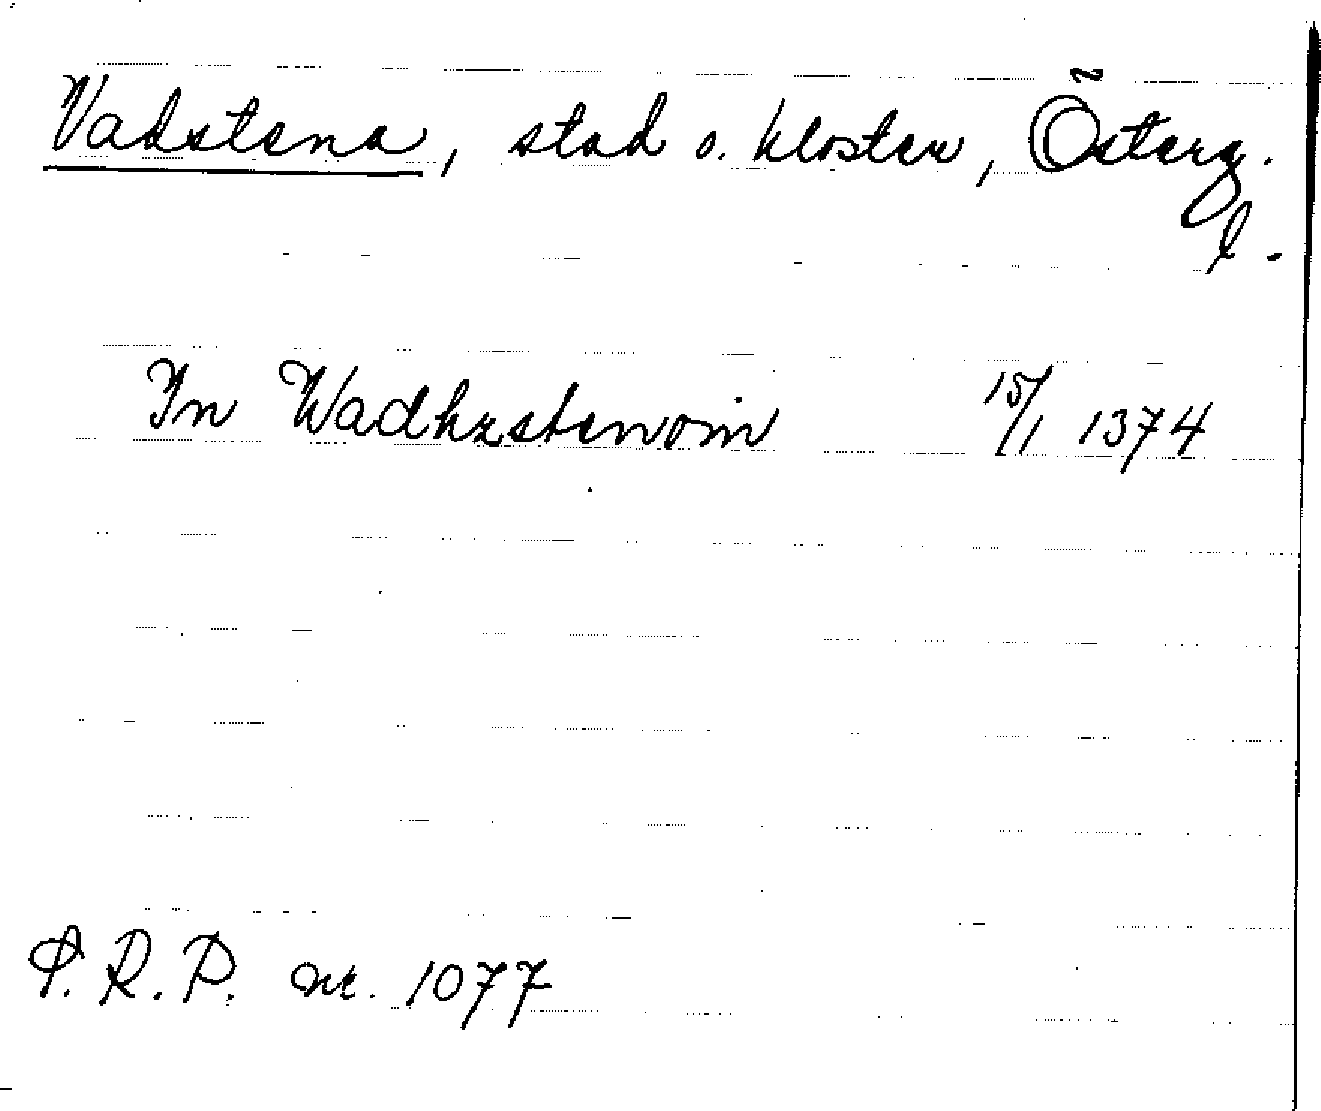 Vadstena, stad o. kloster, Österg.
l.
In Wadhzstenom 15/1 1374
P.R.P. nr. 1077